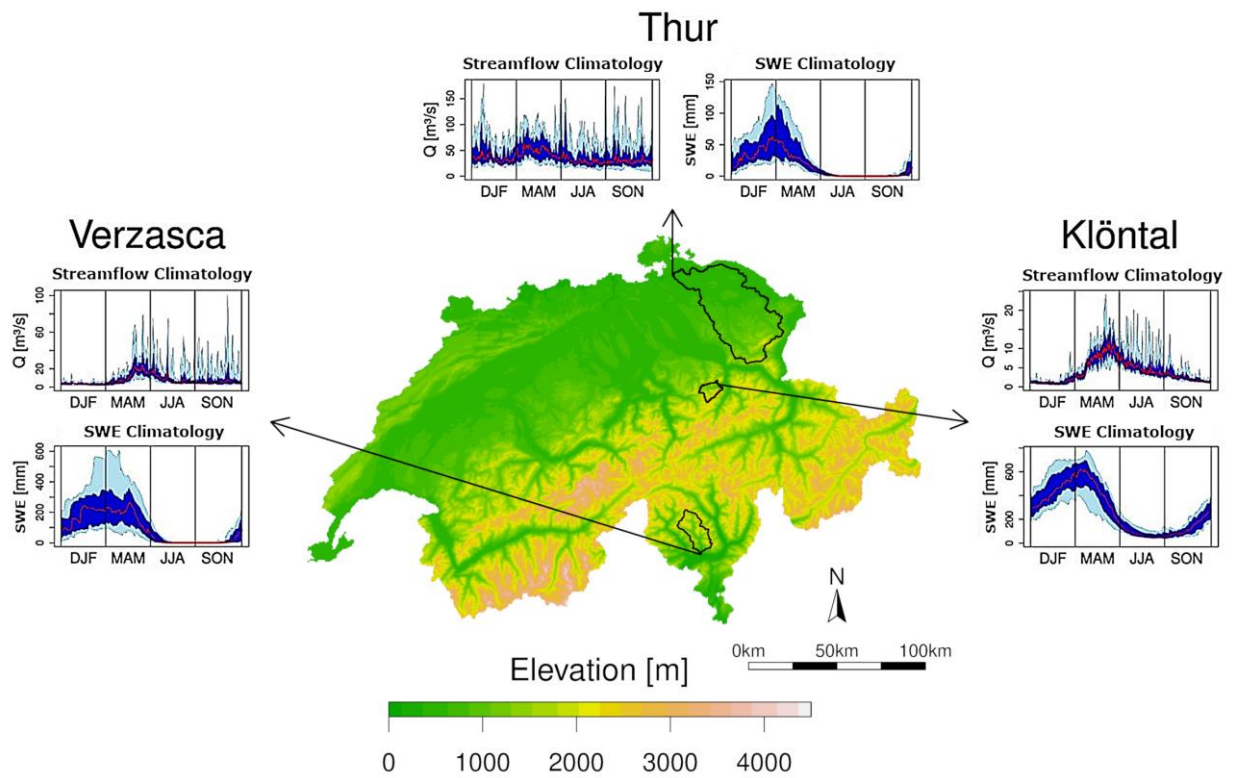 Thur
Streamflow Climatology
Q [m³/s]
150
100
50
0
DJF MAM JJA SON
SWE Climatology
SWE [mm]
150
100
50
0
DJF MAM JJA SON
Verzasca
Streamflow Climatology
Q [m³/s]
100
80
60
40
20
0
DJF MAM JJA SON
SWE Climatology
SWE [mm]
600
400
200
0
DJF MAM JJA SON
Klöntal
Streamflow Climatology
Q [m³/s]
20
15
10
5
0
DJF MAM JJA SON
SWE Climatology
SWE [mm]
600
200
0
DJF MAM JJA SON
N
0km 50km 100km
Elevation [m]
0 1000 2000 3000 4000